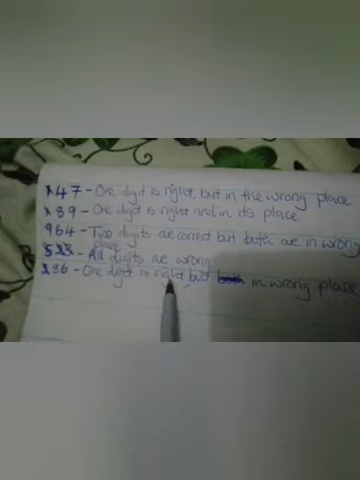 147 - One digit is right, but in the wrong place
189 - One digit is right and in its place
964 - Two digits are correct but both are in wrong
place
523 - All digits are wrong
- One digit is right, but in wrong place